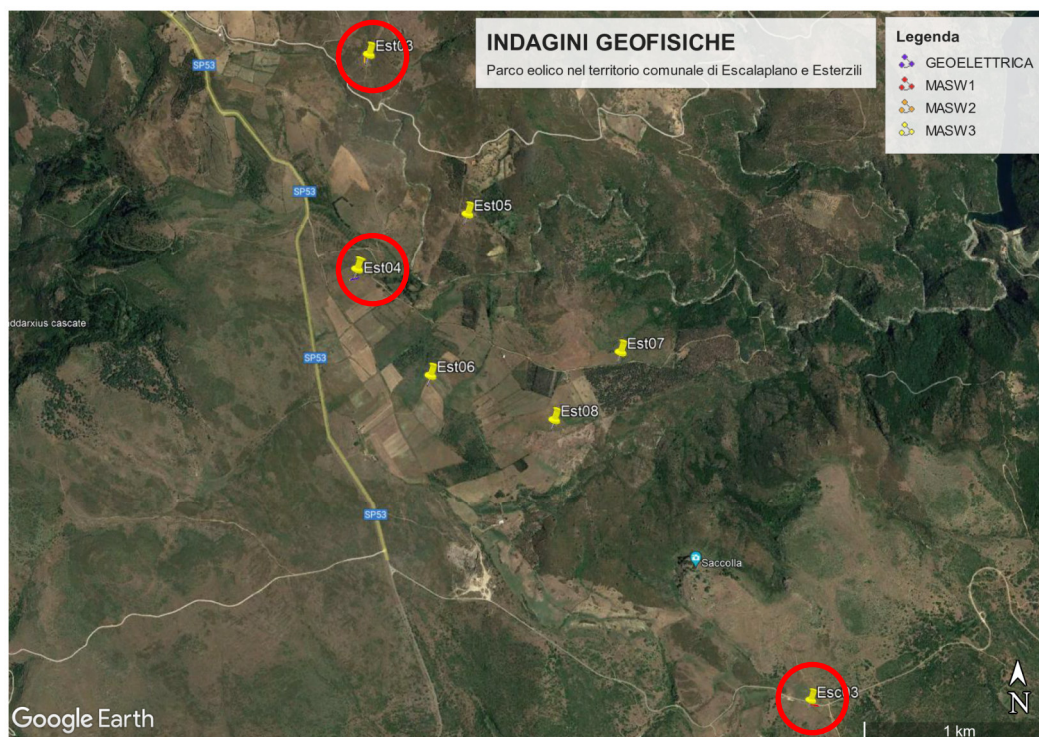 INDAGINI GEOFISICHE
Parco eolico nel territorio comunale di Escalaplano e Esterzili
Legenda
GEOELETTRICA
MASW1
MASW2
MASW3
Est03
SP53
SP53
Est05
Est04
ddarxius cascate
SP53
Est07
Est06
Est08
SP53
Saccolla
Esc03
N
Google Earth
1 km